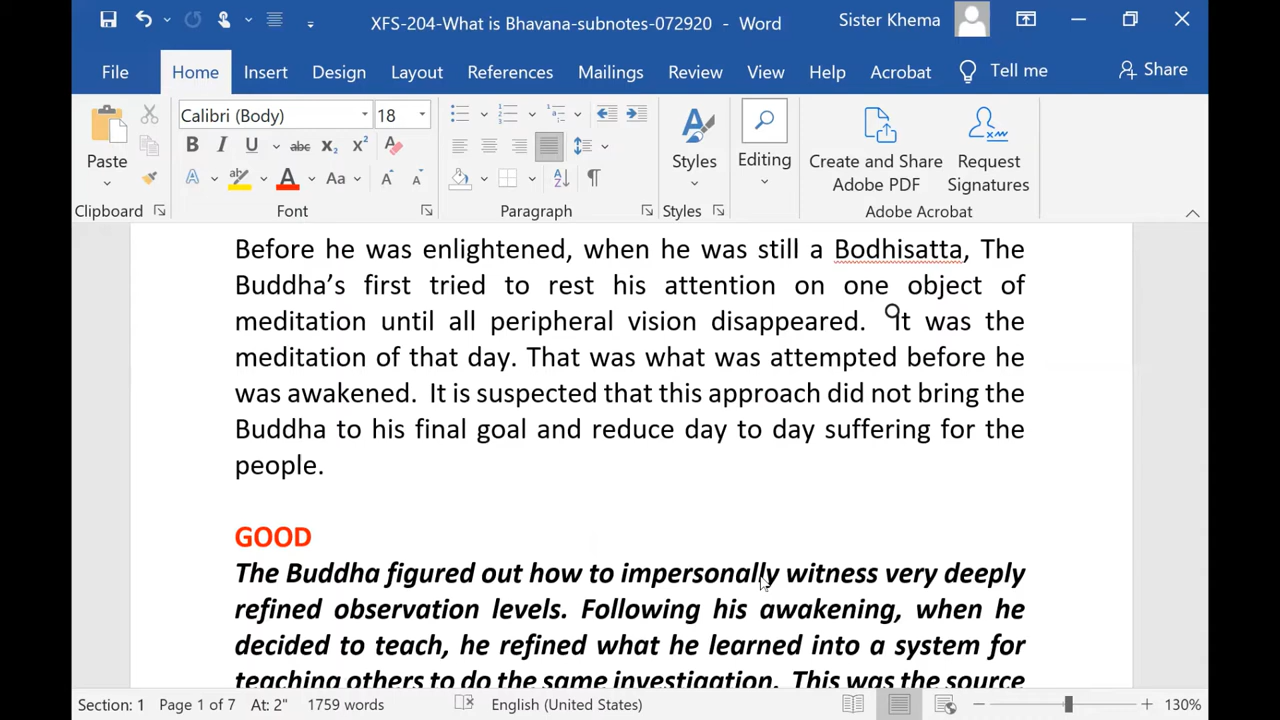 XFS-204-What is Bhavana-subnotes-072920 - Word
Sister Khema
File Home Insert Design Layout References Mailings Review View Help Acrobat Tell me Share
Calibri (Body) 18
Paste
B I U abc X₂ X²
A ab A Aa A A
Styles
Editing
Create and Share Adobe PDF
Request Signatures
Clipboard Font Paragraph Styles Adobe Acrobat
Before he was enlightened, when he was still a Bodhisatta, The
Buddha's first tried to rest his attention on one object of
meditation until all peripheral vision disappeared. It was the
meditation of that day. That was what was attempted before he
was awakened. It is suspected that this approach did not bring the
Buddha to his final goal and reduce day to day suffering for the
people.
GOOD
The Buddha figured out how to impersonally witness very deeply
refined observation levels. Following his awakening, when he
decided to teach, he refined what he learned into a system for
teaching others to do the same investigation. This was the source
Section: 1 Page 1 of 7 At: 2" 1759 words English (United States) 130%